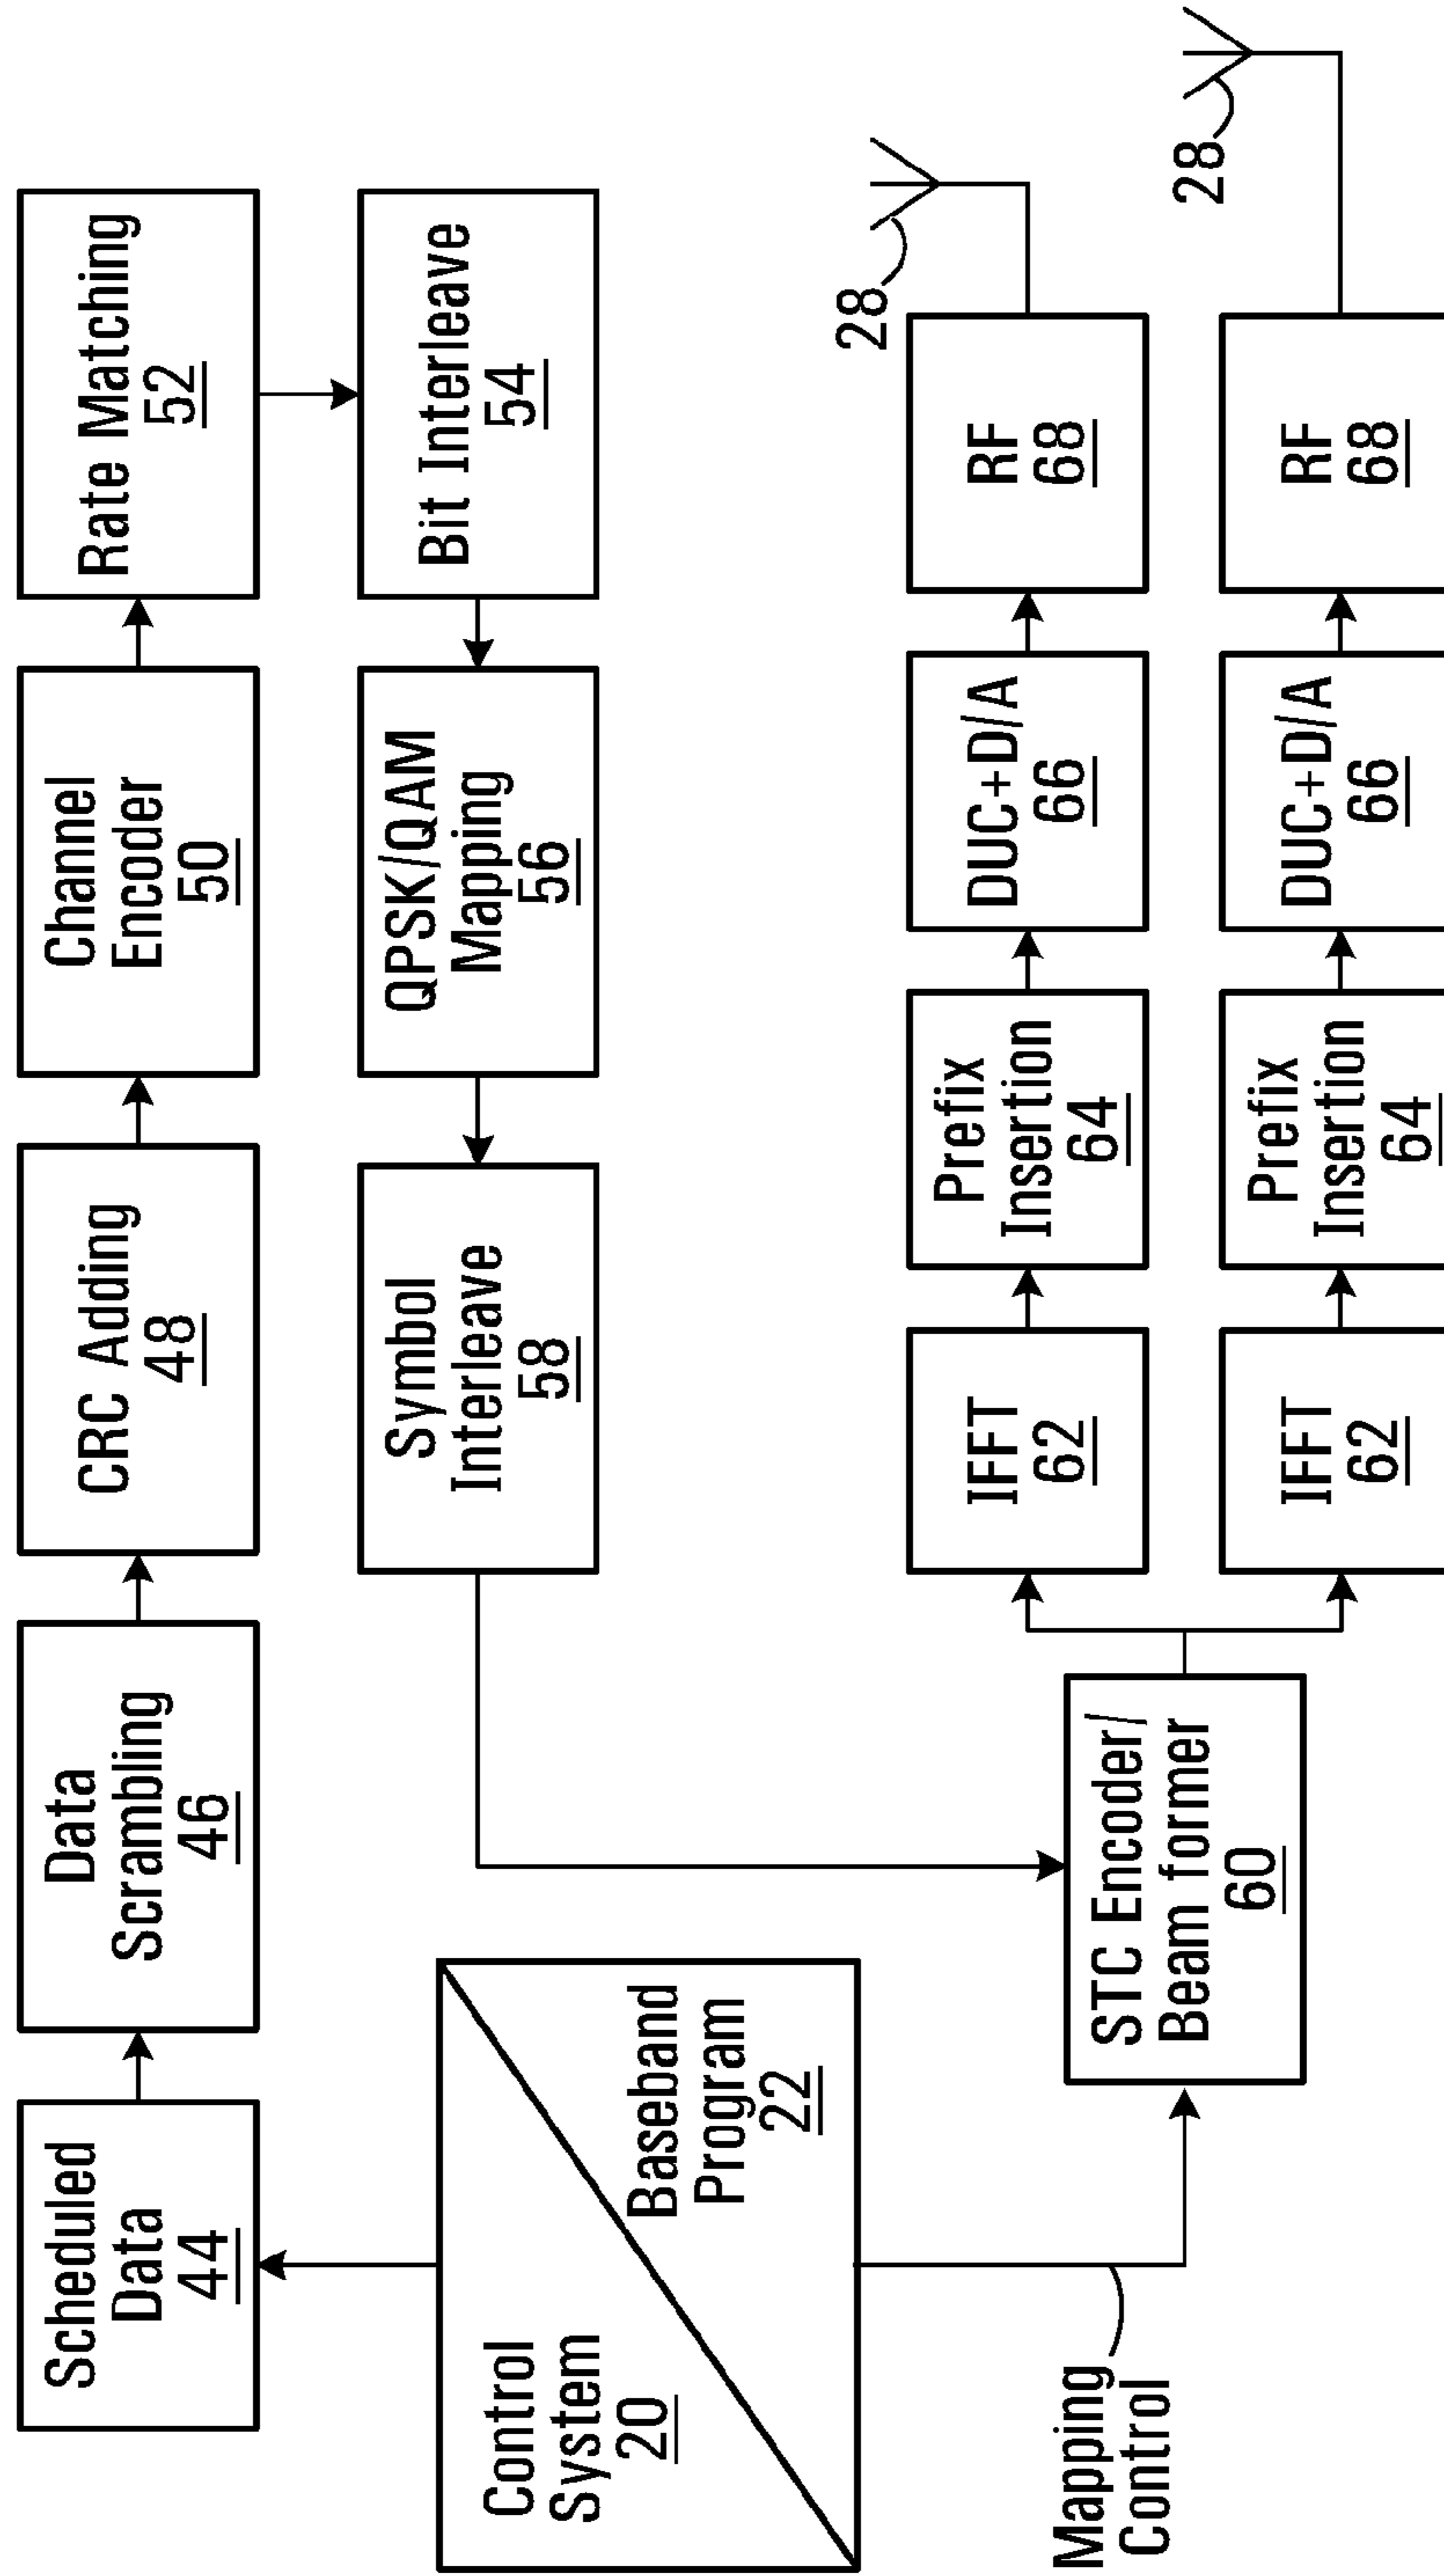 Scheduled
Data
44
Data
Scrambling
46
CRC Adding
48
Channel
Encoder
50
Rate Matching
52
Control
System
20
Baseband
Program
22
Symbol
Interleave
58
QPSK/QAM
Mapping
56
Bit Interleave
54
Mapping
Control
STC Encoder/
Beam former
60
IFFT
62
Prefix
Insertion
64
DUC+D/A
66
RF
68
28
IFFT
62
Prefix
Insertion
64
DUC+D/A
66
RF
68
28